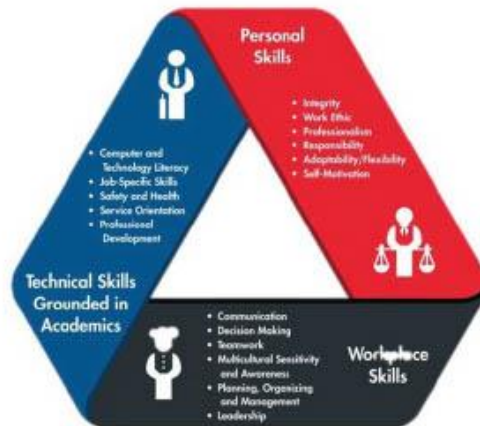 Personal
Skills
• Integrity
• Work Ethic
• Professionalism
• Responsibility
• Adaptability/Flexibility
• Self-Motivation
• Computer and
Technology Literacy
• Job-Specific Skills
• Safety and Health
• Service Orientation
• Professional
Development
Technical Skills
Grounded in
Academics
• Communication
• Decision Making
• Teamwork
• Multicultural Sensitivity
and Awareness
• Planning, Organizing
and Management
• Leadership
Workplace
Skills